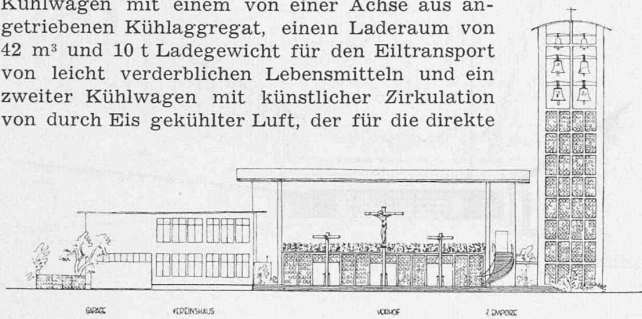 Kühlwagen mit einem von einer Achse aus an-
getriebenen Kühlaggregat, einem Laderaum von
42 m³ und 10 t Ladegewicht für den Eiltransport
von leicht verderblichen Lebensmitteln und ein
zweiter Kühlwagen mit künstlicher Zirkulation
von durch Eis gekühlter Luft, der für die direkte
GARAGE VEREINSHAUS VORHOF Z. EMPORE